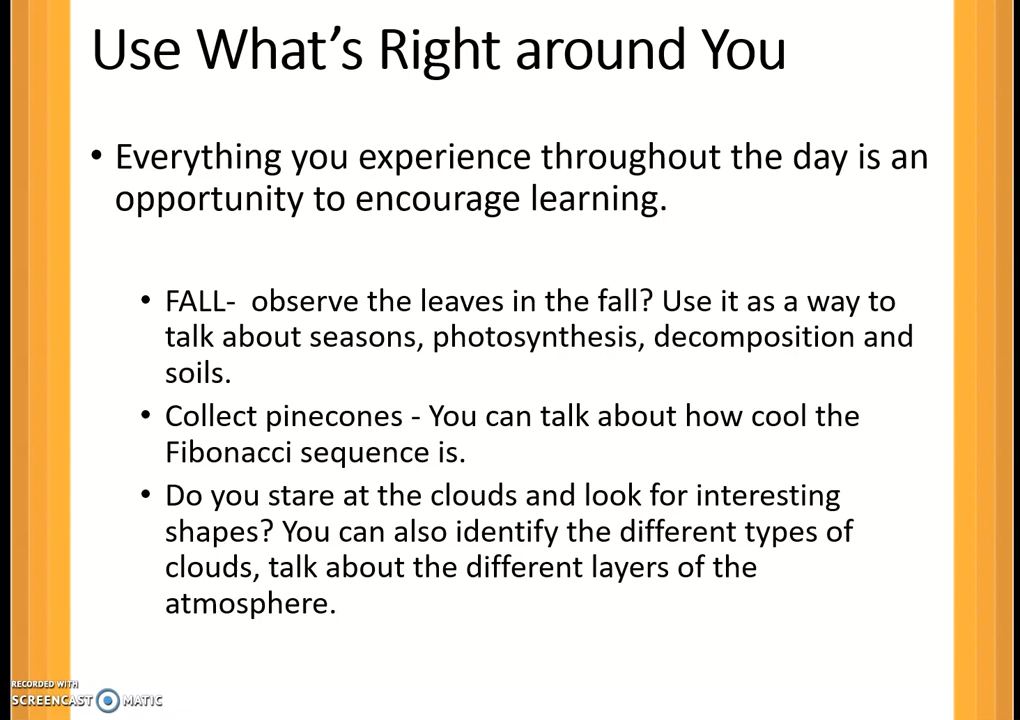 Use What’s Right around You
• Everything you experience throughout the day is an
opportunity to encourage learning.
• FALL-  observe the leaves in the fall? Use it as a way to
talk about seasons, photosynthesis, decomposition and
soils.
• Collect pinecones - You can talk about how cool the
Fibonacci sequence is.
• Do you stare at the clouds and look for interesting
shapes? You can also identify the different types of
clouds, talk about the different layers of the
atmosphere.
RECORDED WITH
SCREENCAST MATIC